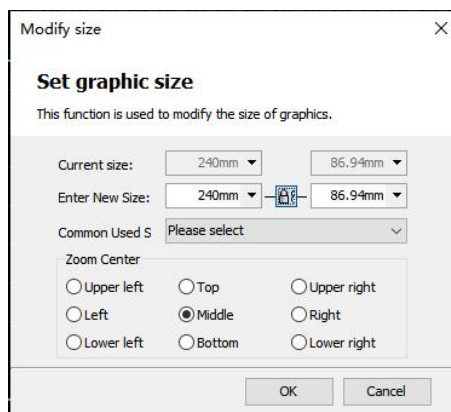 Modify size
Set graphic size
This function is used to modify the size of graphics.
Current size: 240mm 86.94mm
Enter New Size: 240mm 86.94mm
Common Used S Please select
Zoom Center
Upper left Top Upper right
Left Middle Right
Lower left Bottom Lower right
OK Cancel